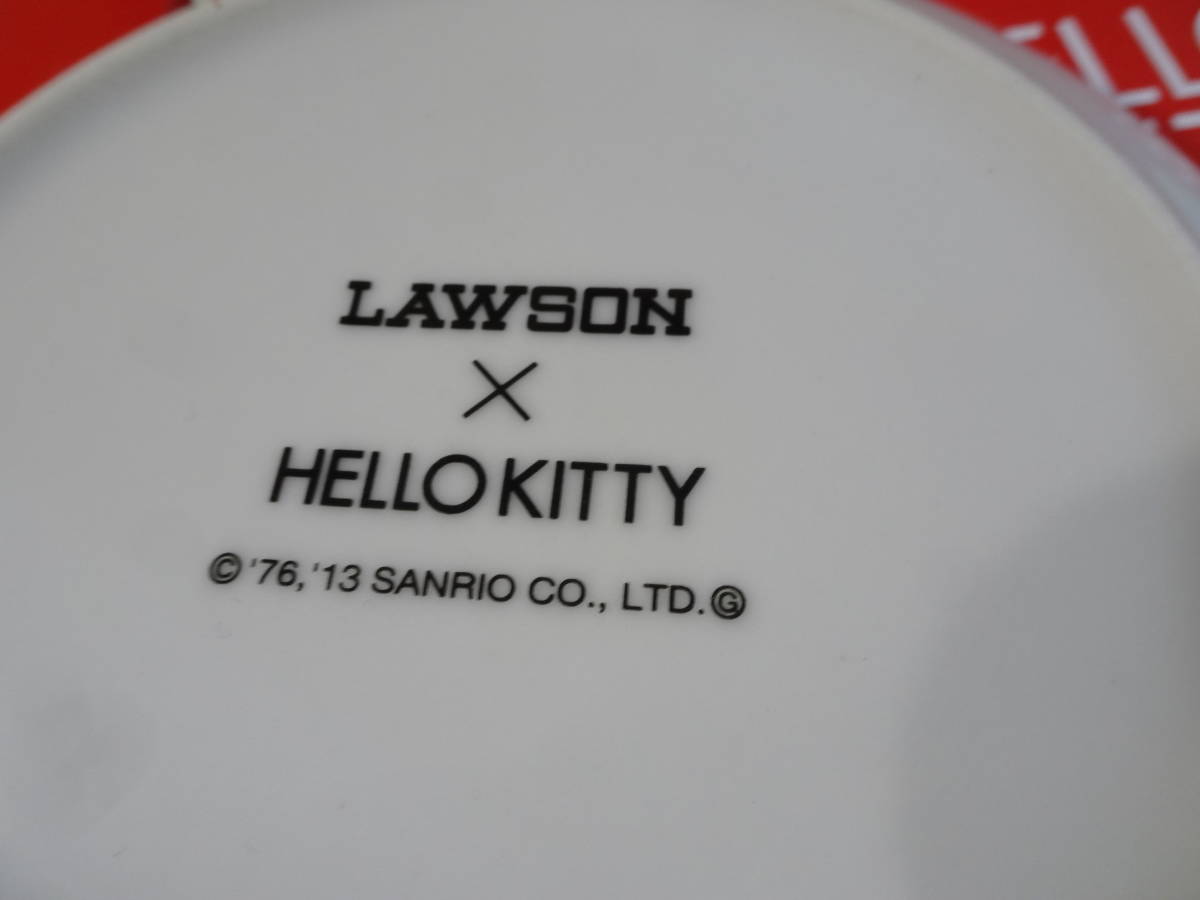 LAWSON
×
HELLO KITTY
© '76, '13 SANRIO CO., LTD. Ⓖ